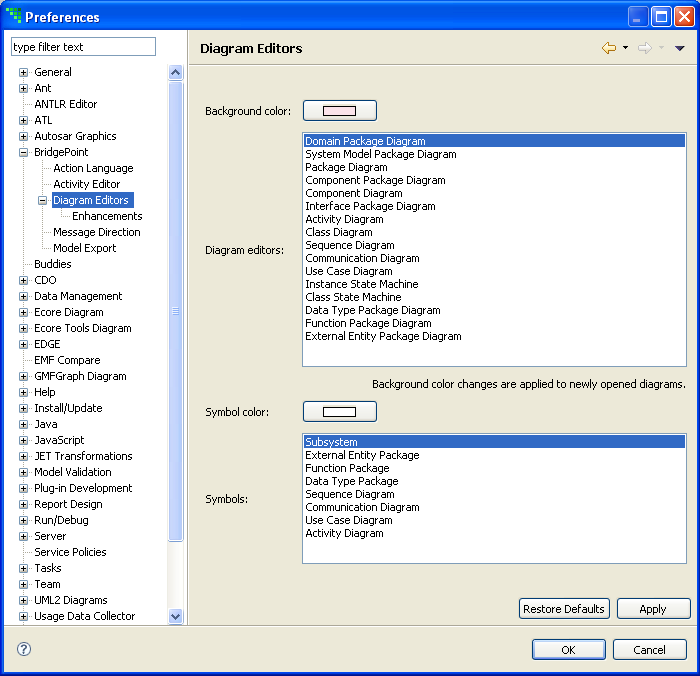 Preferences
type filter text
General
Ant
ANTLR Editor
ATL
Autosar Graphics
BridgePoint
Action Language
Activity Editor
Diagram Editors
Enhancements
Message Direction
Model Export
Buddies
CDO
Data Management
Ecore Diagram
Ecore Tools Diagram
EDGE
EMF Compare
GMFGraph Diagram
Help
Install/Update
Java
JavaScript
JET Transformations
Model Validation
Plug-in Development
Report Design
Run/Debug
Server
Service Policies
Tasks
Team
UML2 Diagrams
Usage Data Collector
Diagram Editors
Background color:
Diagram editors:
Domain Package Diagram
System Model Package Diagram
Package Diagram
Component Package Diagram
Component Diagram
Interface Package Diagram
Activity Diagram
Class Diagram
Sequence Diagram
Communication Diagram
Use Case Diagram
Instance State Machine
Class State Machine
Data Type Package Diagram
Function Package Diagram
External Entity Package Diagram
Background color changes are applied to newly opened diagrams.
Symbol color:
Symbols:
Subsystem
External Entity Package
Function Package
Data Type Package
Sequence Diagram
Communication Diagram
Use Case Diagram
Activity Diagram
Restore Defaults
Apply
?
OK
Cancel